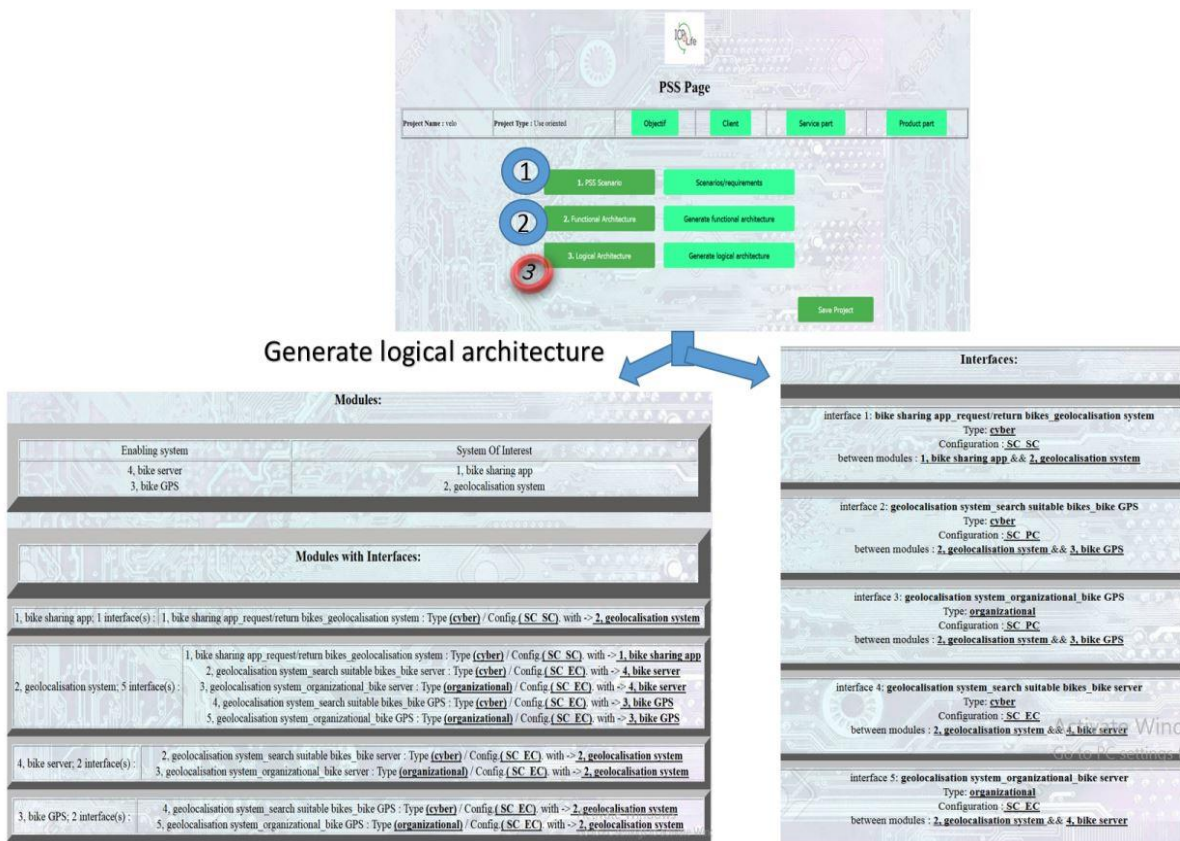 ICP Life
PSS Page
Project Name : velo Project Type : Use oriented Objectif Client Service part Product part
1 1. PSS Scenario Scenarios/requirements
2 2. Functional Architecture Generate functional architecture
3 3. Logical Architecture Generate logical architecture
Save Project
Generate logical architecture
Modules:
Enabling system System Of Interest
4, bike server 1, bike sharing app
3, bike GPS 2, geolocalisation system
Modules with Interfaces:
1, bike sharing app; 1 interface(s) : 1, bike sharing app_request/return bikes_geolocalisation system : Type (cyber) / Config.( SC_SC). with -> 2, geolocalisation system
2, geolocalisation system; 5 interface(s) :
1, bike sharing app_request/return bikes_geolocalisation system : Type (cyber) / Config.( SC_SC). with -> 1, bike sharing app
2, geolocalisation system_search suitable bikes_bike server : Type (cyber) / Config.( SC_EC). with -> 4, bike server
3, geolocalisation system_organizational_bike server : Type (organizational) / Config.( SC_EC). with -> 4, bike server
4, geolocalisation system_search suitable bikes_bike GPS : Type (cyber) / Config.( SC_EC). with -> 3, bike GPS
5, geolocalisation system_organizational_bike GPS : Type (organizational) / Config.( SC_EC). with -> 3, bike GPS
4, bike server; 2 interface(s) :
2, geolocalisation system_search suitable bikes_bike server : Type (cyber) / Config.( SC_EC). with -> 2, geolocalisation system
3, geolocalisation system_organizational_bike server : Type (organizational) / Config.( SC_EC). with -> 2, geolocalisation system
3, bike GPS; 2 interface(s) :
4, geolocalisation system_search suitable bikes_bike GPS : Type (cyber) / Config.( SC_EC). with -> 2, geolocalisation system
5, geolocalisation system_organizational_bike GPS : Type (organizational) / Config.( SC_EC). with -> 2, geolocalisation system
Interfaces:
interface 1: bike sharing app_request/return bikes_geolocalisation system
Type: cyber
Configuration : SC_SC
between modules : 1, bike sharing app && 2, geolocalisation system
interface 2: geolocalisation system_search suitable bikes_bike GPS
Type: cyber
Configuration : SC_PC
between modules : 2, geolocalisation system && 3, bike GPS
interface 3: geolocalisation system_organizational_bike GPS
Type: organizational
Configuration : SC_PC
between modules : 2, geolocalisation system && 3, bike GPS
interface 4: geolocalisation system_search suitable bikes_bike server
Type: cyber
Configuration : SC_EC
between modules : 2, geolocalisation system && 4, bike server
Activate Wind
Go to PC settings
interface 5: geolocalisation system_organizational_bike server
Type: organizational
Configuration : SC_EC
between modules : 2, geolocalisation system && 4, bike server